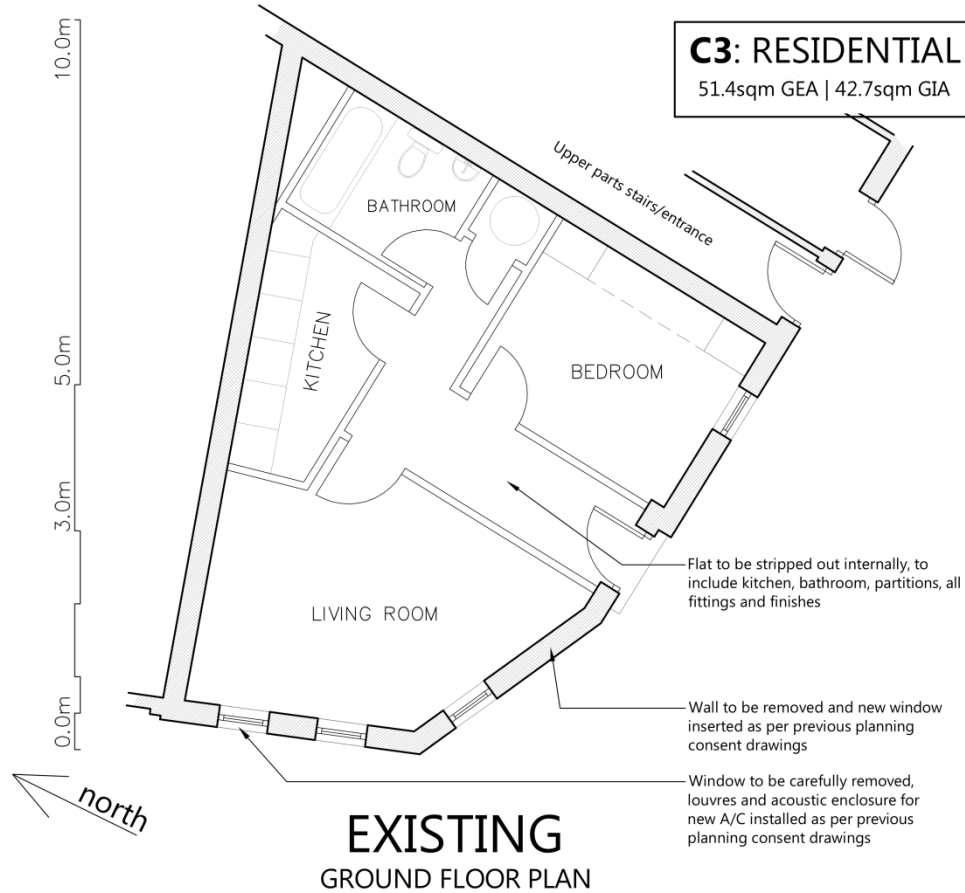 C3: RESIDENTIAL
51.4sqm GEA | 42.7sqm GIA
10.0m
5.0m
3.0m
0.0m
Upper parts stairs/entrance
BATHROOM
KITCHEN
BEDROOM
LIVING ROOM
Flat to be stripped out internally, to
include kitchen, bathroom, partitions, all
fittings and finishes
Wall to be removed and new window
inserted as per previous planning
consent drawings
Window to be carefully removed,
louvres and acoustic enclosure for
new A/C installed as per previous
planning consent drawings
north
EXISTING
GROUND FLOOR PLAN